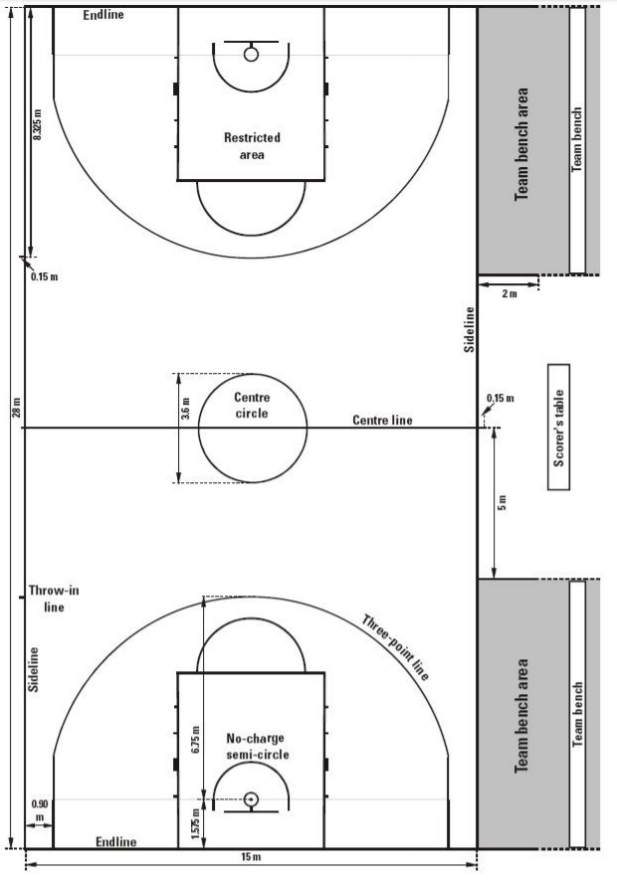 Endline
8.325 m
Restricted
area
Team bench area
Team bench
0.15 m
2 m
Sideline
28 m
3.6 m
Centre
circle
Centre line
0.15 m
Scorer's table
5 m
Throw-in
line
Three-point line
Sideline
6.75 m
No-charge
semi-circle
Team bench area
Team bench
0.90
m
1.575 m
Endline
15 m